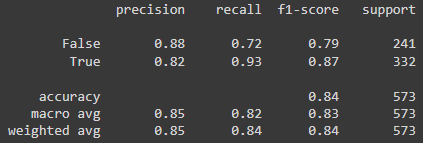 precision recall f1-score support
False 0.88 0.72 0.79 241
True 0.82 0.93 0.87 332
accuracy 0.84 573
macro avg 0.85 0.82 0.83 573
weighted avg 0.85 0.84 0.84 573